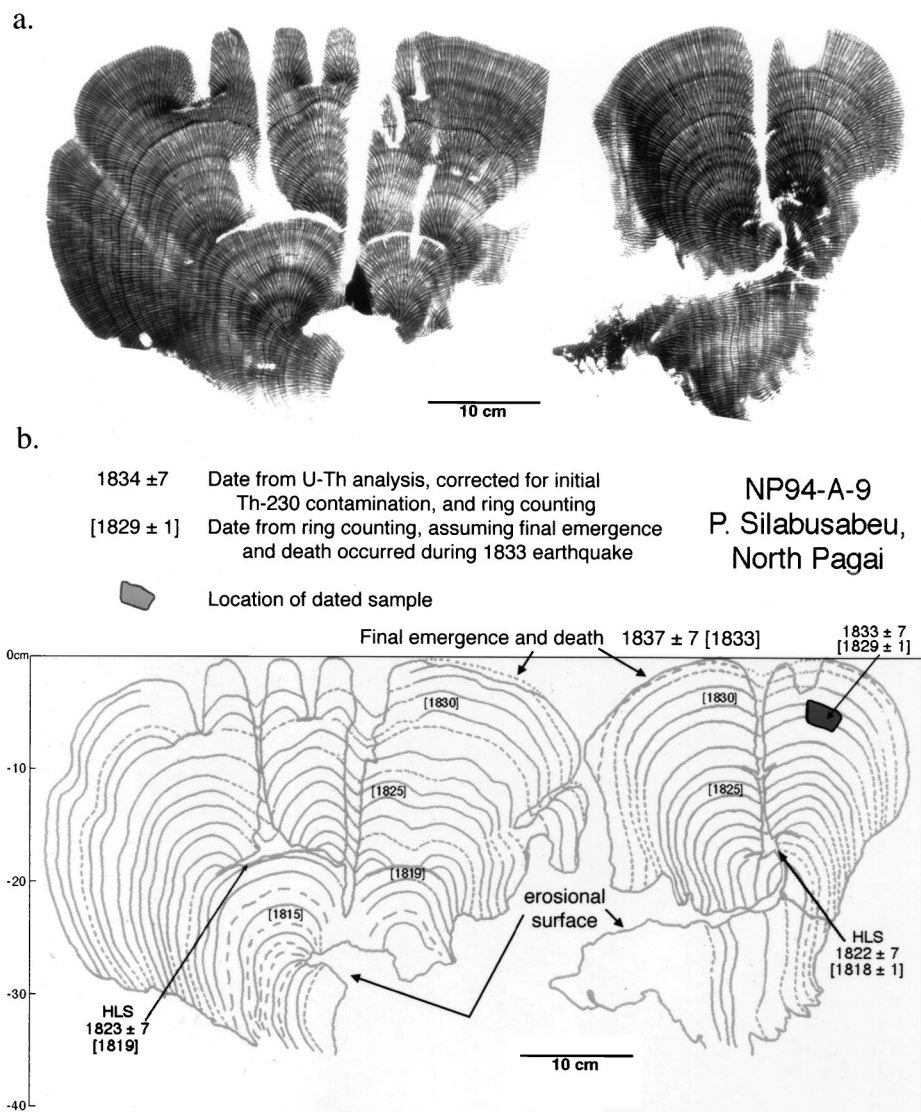 a.
10 cm
b.
1834 ±7 Date from U-Th analysis, corrected for initial
Th-230 contamination, and ring counting
[1829 ± 1] Date from ring counting, assuming final emergence
and death occurred during 1833 earthquake
Location of dated sample
NP94-A-9
P. Silabusabeu,
North Pagai
Final emergence and death 1837 ± 7 [1833]
1833 ± 7
[1829 ± 1]
0cm
-10
-20
-30
-40
[1830]
[1825]
[1819]
[1815]
[1830]
[1825]
erosional
surface
HLS
1823 ± 7
[1819]
HLS
1822 ± 7
[1818 ± 1]
10 cm